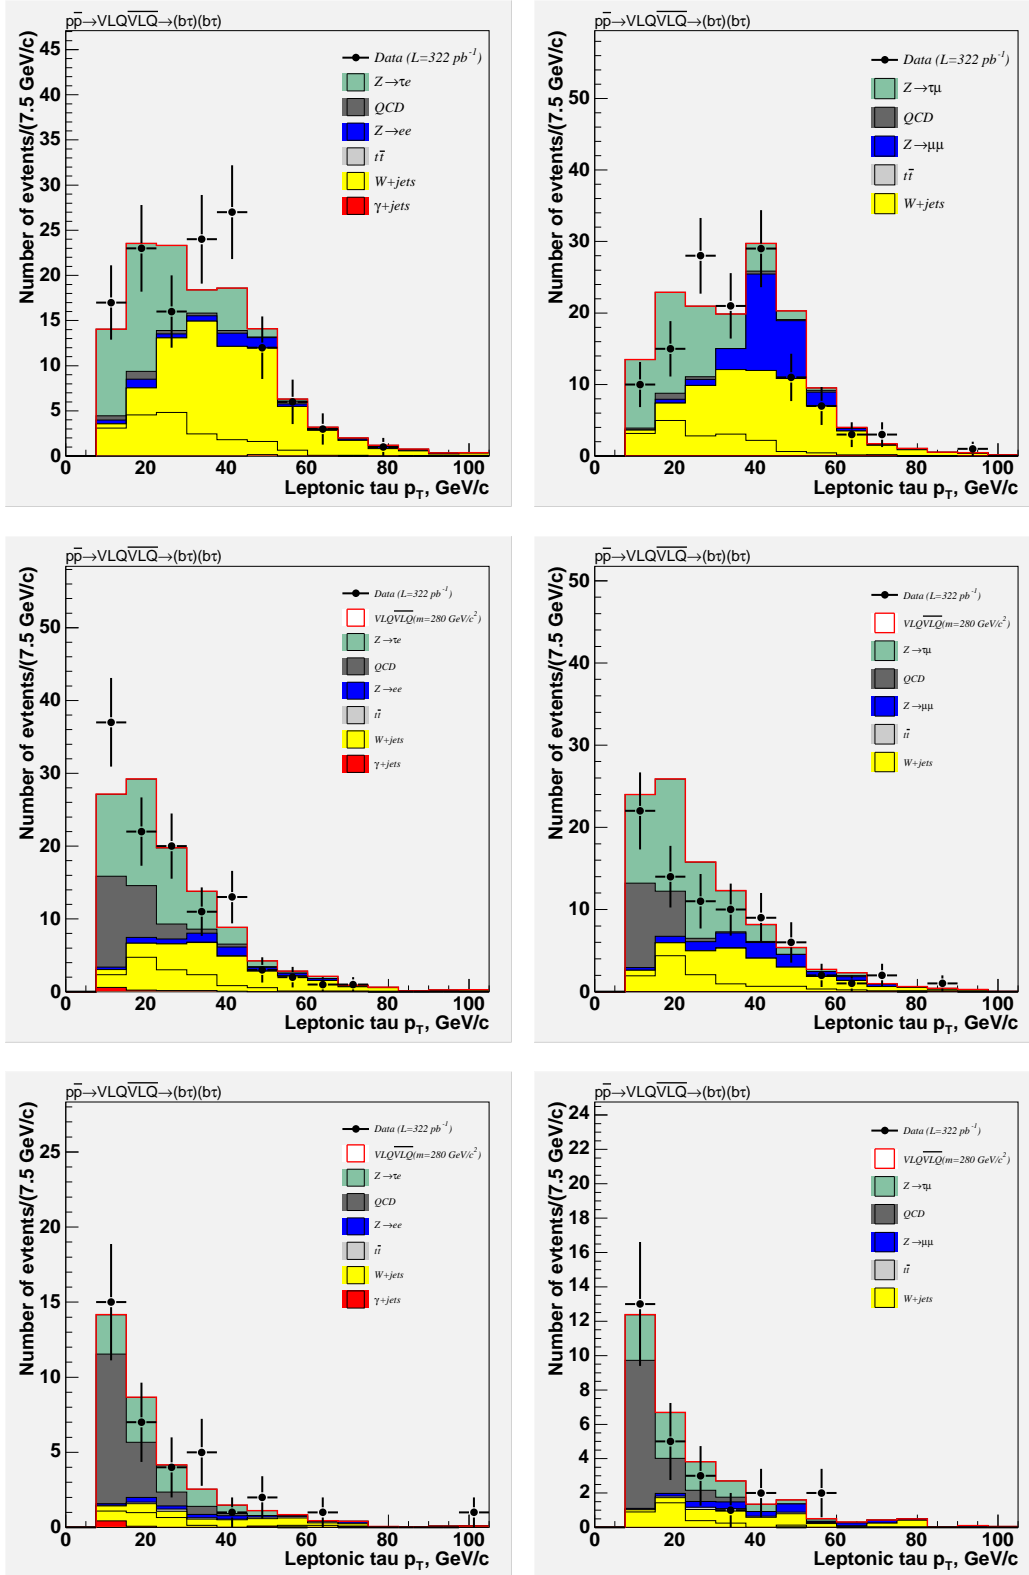 pp̅→VLQV̅L̅Q̅→(bτ)(bτ)
Number of evtents/(7.5 GeV/c)
45
40
35
30
25
20
15
10
5
0
Data (L=322 pb⁻¹)
Z→τe
QCD
Z→ee
tt̅
W+jets
γ+jets
0 20 40 60 80 100
Leptonic tau p_T, GeV/c
pp̅→VLQV̅L̅Q̅→(bτ)(bτ)
Number of evtents/(7.5 GeV/c)
50
40
30
20
10
0
Data (L=322 pb⁻¹)
Z→τμ
QCD
Z→μμ
tt̅
W+jets
0 20 40 60 80 100
Leptonic tau p_T, GeV/c
pp̅→VLQV̅L̅Q̅→(bτ)(bτ)
Number of evtents/(7.5 GeV/c)
50
40
30
20
10
0
Data (L=322 pb⁻¹)
VLQV̅L̅Q̅(m=280 GeV/c²)
Z→τe
QCD
Z→ee
tt̅
W+jets
γ+jets
0 20 40 60 80 100
Leptonic tau p_T, GeV/c
pp̅→VLQV̅L̅Q̅→(bτ)(bτ)
Number of evtents/(7.5 GeV/c)
50
40
30
20
10
0
Data (L=322 pb⁻¹)
VLQV̅L̅Q̅(m=280 GeV/c²)
Z→τμ
QCD
Z→μμ
tt̅
W+jets
0 20 40 60 80 100
Leptonic tau p_T, GeV/c
pp̅→VLQV̅L̅Q̅→(bτ)(bτ)
Number of evtents/(7.5 GeV/c)
25
20
15
10
5
0
Data (L=322 pb⁻¹)
VLQV̅L̅Q̅(m=280 GeV/c²)
Z→τe
QCD
Z→ee
tt̅
W+jets
γ+jets
0 20 40 60 80 100
Leptonic tau p_T, GeV/c
pp̅→VLQV̅L̅Q̅→(bτ)(bτ)
Number of evtents/(7.5 GeV/c)
24
22
20
18
16
14
12
10
8
6
4
2
0
Data (L=322 pb⁻¹)
VLQV̅L̅Q̅(m=280 GeV/c²)
Z→τμ
QCD
Z→μμ
tt̅
W+jets
0 20 40 60 80 100
Leptonic tau p_T, GeV/c